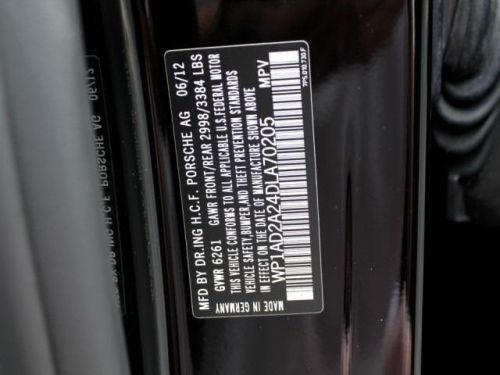 MFD BY DR.ING H.C.F. PORSCHE AG 06/12
GVWR 6261 GAWR FRONT/REAR 2998/3384 LBS
THIS VEHICLE CONFORMS TO ALL APPLICABLE U.S.FEDERAL MOTOR
VEHICLE SAFETY,BUMPER,AND THEFT PREVENTION STANDARDS
IN EFFECT ON THE DATE OF MANUFACTURE SHOWN ABOVE
WP1AD2A24DLA70205 MPV
MADE IN GERMANY